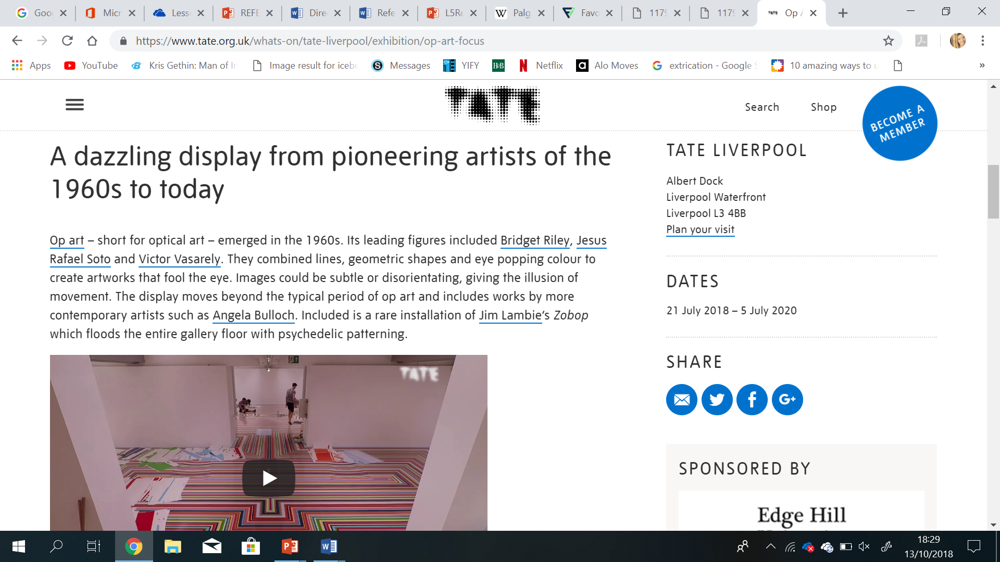 Goo
Micr
Less
REFE
Dire
Refe
L5Re
Palg
Favo
1179
1179
Op A
https://www.tate.org.uk/whats-on/tate-liverpool/exhibition/op-art-focus
Apps
YouTube
Kris Gethin: Man of Ir
Image result for icebe
Messages
YIFY
H&B
Netflix
Alo Moves
extrication - Google S
10 amazing ways to u
»
TATE
Search
Shop
BECOME A
MEMBER
A dazzling display from pioneering artists of the
1960s to today
Op art – short for optical art – emerged in the 1960s. Its leading figures included Bridget Riley, Jesus
Rafael Soto and Victor Vasarely. They combined lines, geometric shapes and eye popping colour to
create artworks that fool the eye. Images could be subtle or disorientating, giving the illusion of
movement. The display moves beyond the typical period of op art and includes works by more
contemporary artists such as Angela Bulloch. Included is a rare installation of Jim Lambie's Zobop
which floods the entire gallery floor with psychedelic patterning.
TATE
TATE LIVERPOOL
Albert Dock
Liverpool Waterfront
Liverpool L3 4BB
Plan your visit
DATES
21 July 2018 – 5 July 2020
SHARE
G+
SPONSORED BY
Edge Hill
18:29
13/10/2018